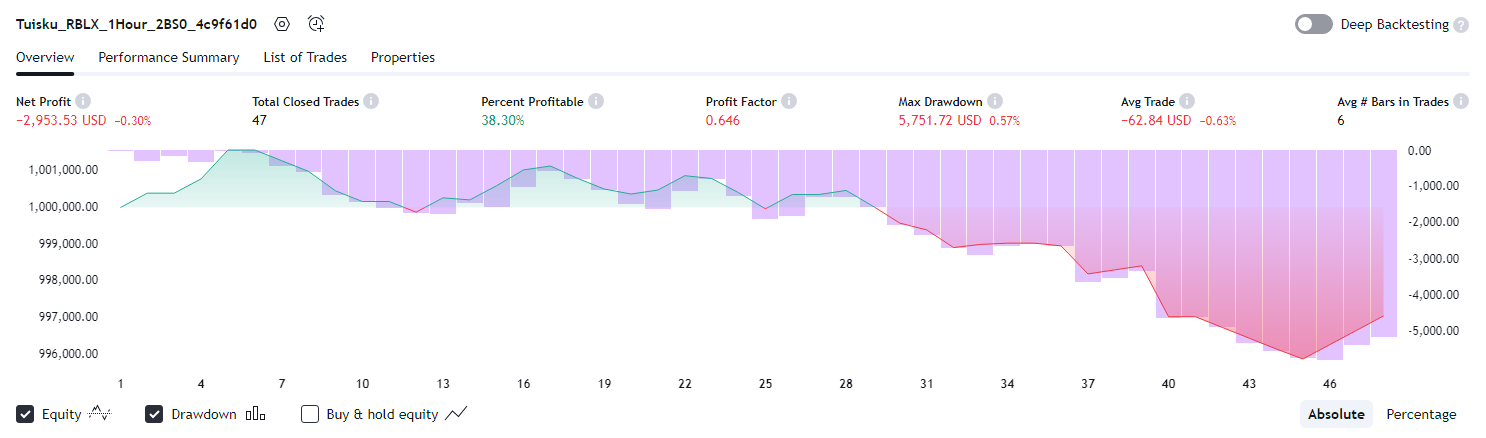 Tuisku_RBLX_1Hour_2BS0_4c9f61d0 Deep Backtesting ?
Overview Performance Summary List of Trades Properties
Net Profit Total Closed Trades Percent Profitable Profit Factor Max Drawdown Avg Trade Avg # Bars in Trades
−2,953.53 USD −0.30% 47 38.30% 0.646 5,751.72 USD 0.57% −62.84 USD −0.63% 6
0.00
1,001,000.00
-1,000.00
1,000,000.00
-2,000.00
999,000.00
-3,000.00
998,000.00
-4,000.00
997,000.00
-5,000.00
996,000.00
1 4 7 10 13 16 19 22 25 28 31 34 37 40 43 46
Equity Drawdown Buy & hold equity Absolute Percentage